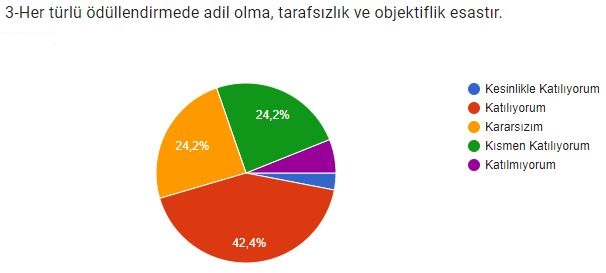 3-Her türlü ödüllendirmede adil olma, tarafsızlık ve objektiflik esastır.
24,2%
24,2%
42,4%
Kesinlikle Katılıyorum
Katılıyorum
Kararsızım
Kısmen Katılıyorum
Katılmıyorum